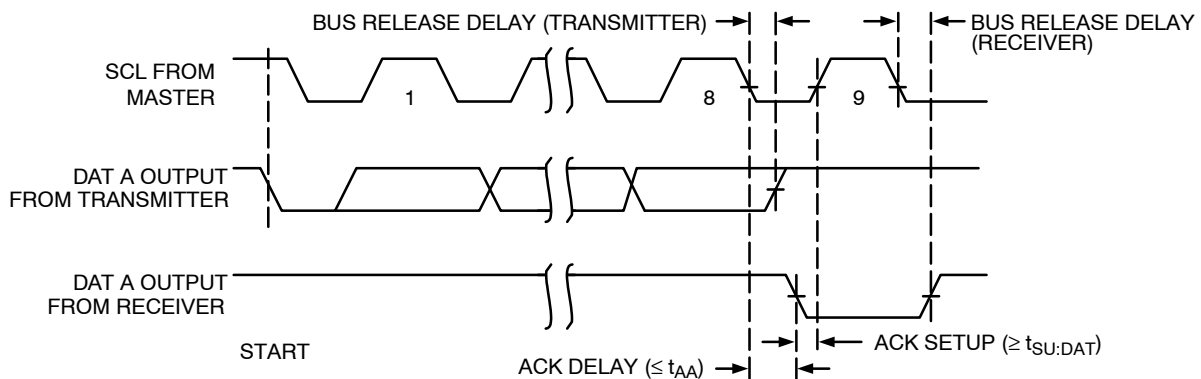 BUS RELEASE DELAY (TRANSMITTER)
BUS RELEASE DELAY
(RECEIVER)
SCL FROM
MASTER
1
8
9
DAT A OUTPUT
FROM TRANSMITTER
DAT A OUTPUT
FROM RECEIVER
START
ACK SETUP (≥ tSU:DAT)
ACK DELAY (≤ tAA)